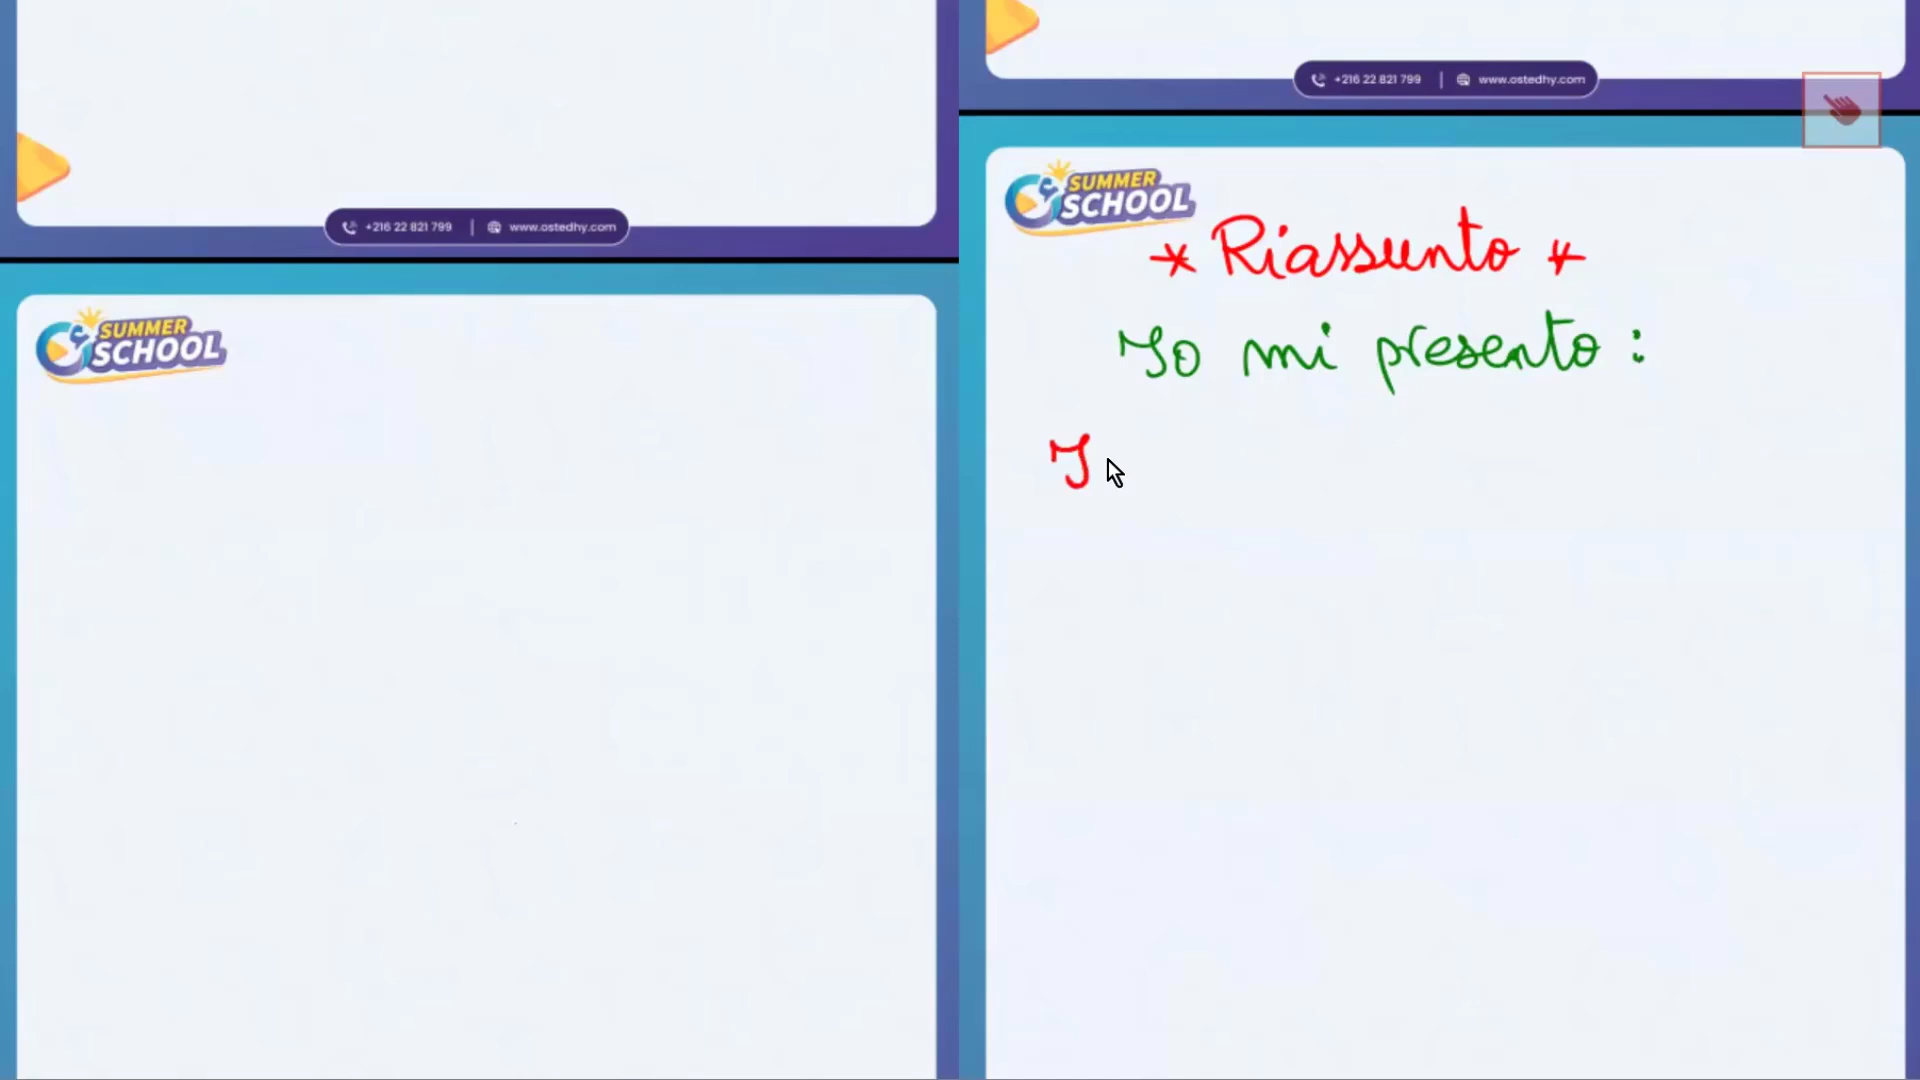 +216 22 821 799 | www.ostedhy.com
SUMMER
SCHOOL
+216 22 821 799 | www.ostedhy.com
SUMMER
SCHOOL
* Riassunto *
Io mi presento :
I